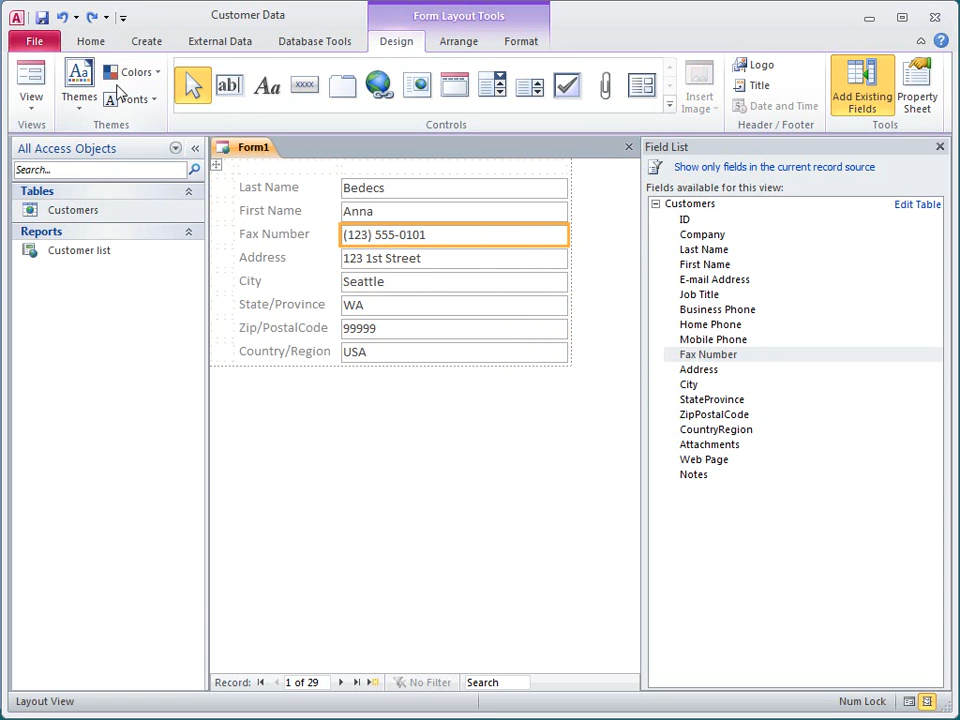 Customer Data
Form Layout Tools
File
Home
Create
External Data
Database Tools
Design
Arrange
Format
View
Views
Aa
Themes
Colors
A
Fonts
Themes
ab
Aa
XXXX
Controls
Insert
Image
Logo
Title
Date and Time
Header / Footer
Add Existing
Fields
Property
Sheet
Tools
All Access Objects
Search...
Tables
Customers
Reports
Customer list
Form1
Last Name Bedecs
First Name Anna
Fax Number (123) 555-0101
Address 123 1st Street
City Seattle
State/Province WA
Zip/PostalCode 99999
Country/Region USA
Field List
Show only fields in the current record source
Fields available for this view:
Customers Edit Table
ID
Company
Last Name
First Name
E-mail Address
Job Title
Business Phone
Home Phone
Mobile Phone
Fax Number
Address
City
StateProvince
ZipPostalCode
CountryRegion
Attachments
Web Page
Notes
Record: 1 of 29 No Filter Search
Layout View
Num Lock